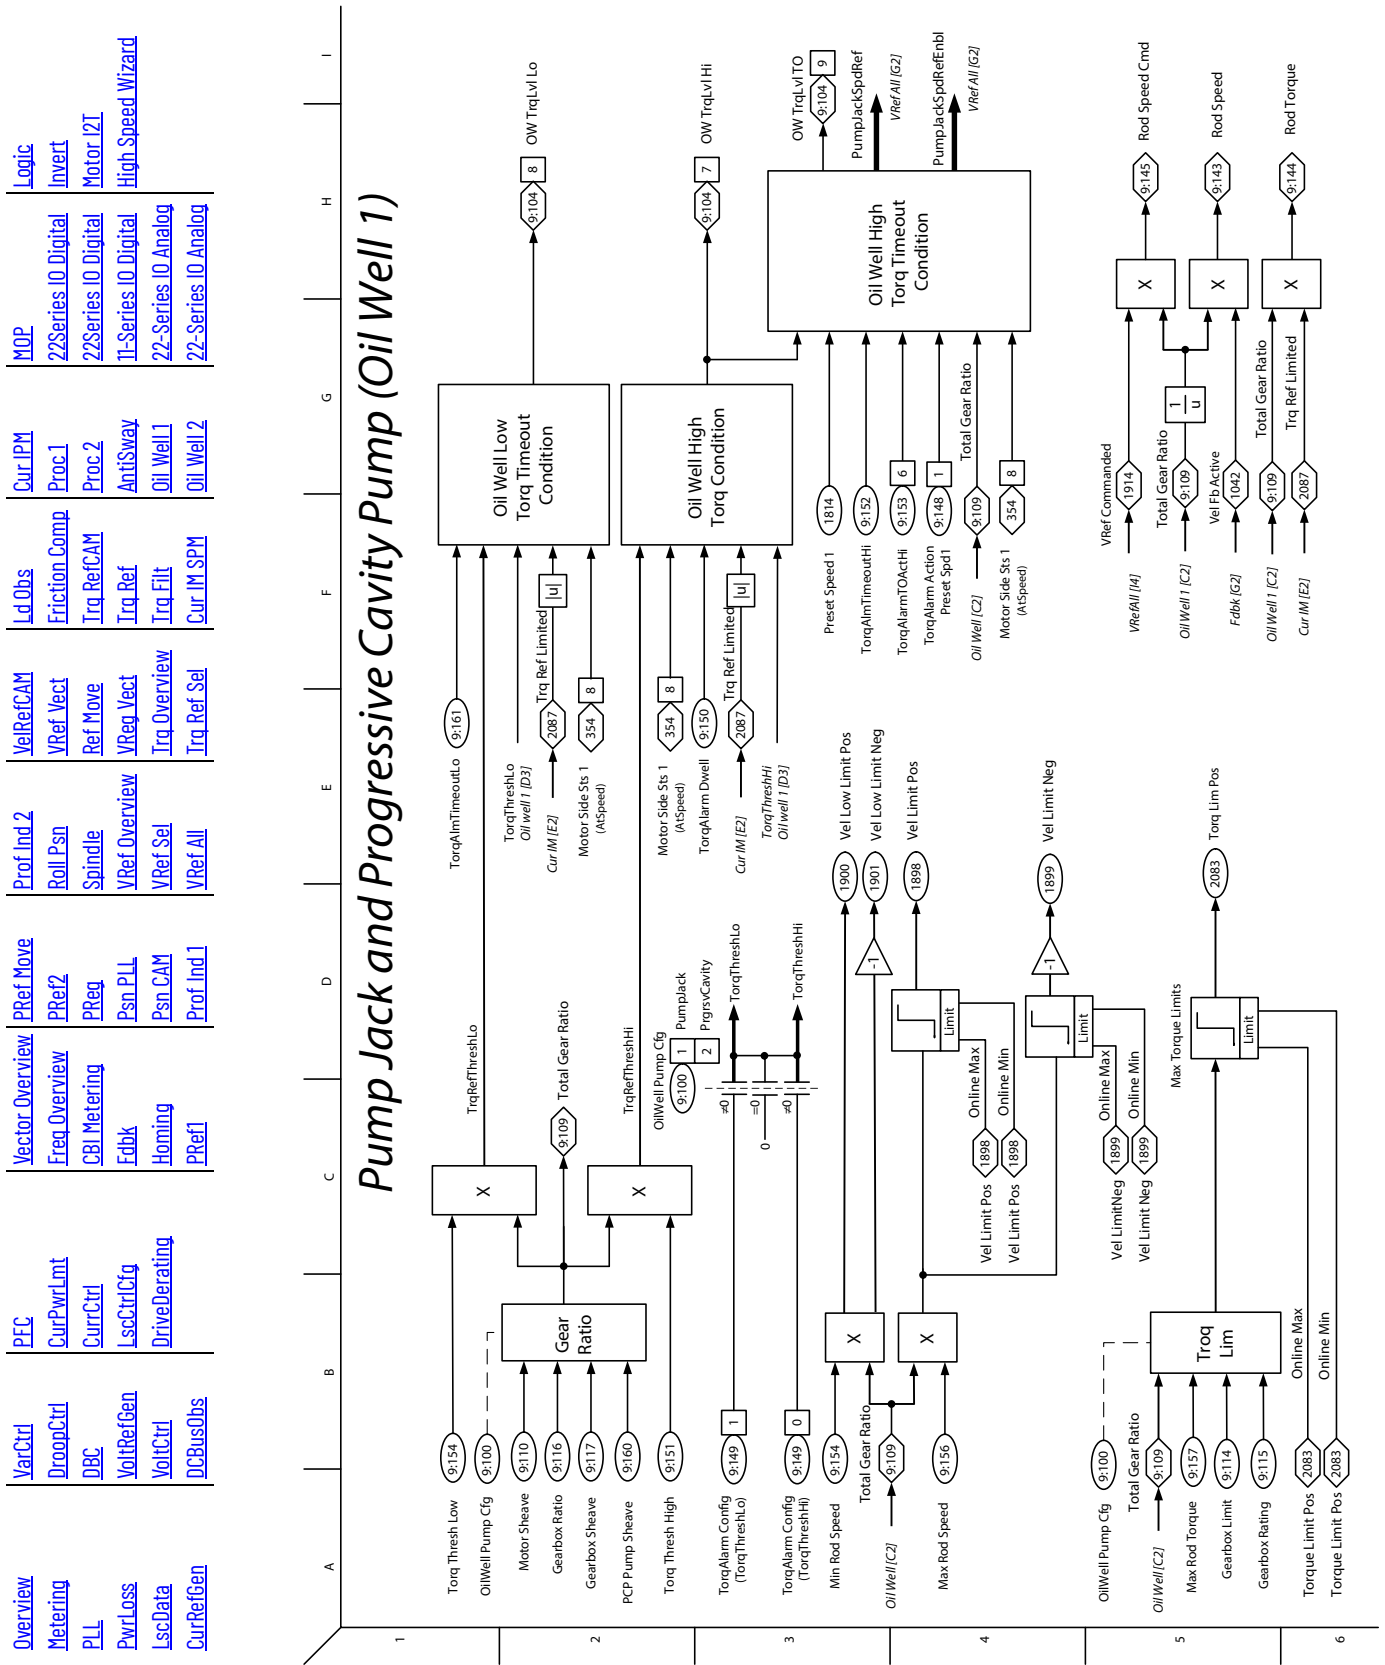 Overview
Metering
PLL
PwrLoss
LscData
CurRefGen
VarCtrl
DroopCtrl
DBC
VoltRefGen
VoltCtrl
DCBusObs
PFC
CurPwrLmt
CurrCtrl
LscCtrlCfg
DriveDerating
Vector Overview
Freq Overview
CBI Metering
Fdbk
Homing
PRef1
PRef Move
PRef2
PReg
Psn PLL
Psn CAM
Prof Ind 1
Prof Ind 2
Roll Psn
Spindle
VRef Overview
VRef Sel
VRef All
VelRefCAM
VRef Vect
Ref Move
VReg Vect
Trq Overview
Trq Ref Sel
Ld Obs
Friction Comp
Trq RefCAM
Trq Ref
Trq Filt
Cur IM SPM
Cur IPM
Proc 1
Proc 2
AntiSway
Oil Well 1
Oil Well 2
MOP
22Series IO Digital
22Series IO Digital
11-Series IO Digital
22-Series IO Analog
22-Series IO Analog
Logic
Invert
Motor I2T
High Speed Wizard
A
B
C
D
E
F
G
H
I
1
2
3
4
5
6
Pump Jack and Progressive Cavity Pump (Oil Well 1)
Torq Thresh Low
9:154
OilWell Pump Cfg
9:100
Motor Sheave
9:110
Gearbox Ratio
9:116
Gearbox Sheave
9:117
PCP Pump Sheave
9:160
Torq Thresh High
9:151
Gear
Ratio
X
X
TrqRefThreshLo
9:109
Total Gear Ratio
TrqRefThreshHi
TorqAlmTimeoutLo
9:161
TorqThreshLo
Oil well 1 [D3]
Cur IM [E2]
2087
Trq Ref Limited
|u|
Motor Side Sts 1
(AtSpeed)
354
8
Oil Well Low
Torq Timeout
Condition
9:104
8
OW TrqLvl Lo
Motor Side Sts 1
(AtSpeed)
354
8
TorqAlarm Dwell
9:150
Cur IM [E2]
2087
Trq Ref Limited
|u|
TorqThreshHi
Oil well 1 [D3]
Oil Well High
Torq Condition
9:104
7
OW TrqLvl Hi
TorqAlarm Config
(TorqThreshLo)
9:149
1
TorqAlarm Config
(TorqThreshHi)
9:149
0
OilWell Pump Cfg
9:100
1
PumpJack
2
PrgrsvCavity
≠0
=0
≠0
0
TorqThreshLo
TorqThreshHi
Preset Speed 1
1814
TorqAlmTimeoutHi
9:152
TorqAlarmTOActHi
9:153
6
TorqAlarm Action
Preset Spd1
9:148
1
Oil Well [C2]
9:109
Total Gear Ratio
Motor Side Sts 1
(AtSpeed)
354
8
Oil Well High
Torq Timeout
Condition
OW TrqLvl TO
9:104
9
PumpJackSpdRef
VRef All [G2]
PumpJackSpdRefEnbl
VRef All [G2]
Min Rod Speed
9:154
Total Gear Ratio
Oil Well [C2]
9:109
Max Rod Speed
9:156
X
X
1900
Vel Low Limit Pos
-1
1901
Vel Low Limit Neg
Limit
1898
Vel Limit Pos
Vel Limit Pos
1898
Online Max
Vel Limit Pos
1898
Online Min
Limit
-1
1899
Vel Limit Neg
Vel LimitNeg
1899
Online Max
Vel Limit Neg
1899
Online Min
OilWell Pump Cfg
9:100
Total Gear Ratio
Oil Well [C2]
9:109
Max Rod Torque
9:157
Gearbox Limit
9:114
Gearbox Rating
9:115
Troq
Lim
Torque Limit Pos
2083
Online Max
Torque Limit Pos
2083
Online Min
Max Torque Limits
Limit
2083
Torq Lim Pos
VRefAll [I4]
1914
VRef Commanded
Oil Well 1 [C2]
9:109
Total Gear Ratio
1
u
Fdbk [G2]
1042
Vel Fb Active
Oil Well 1 [C2]
9:109
Total Gear Ratio
Cur IM [E2]
2087
Trq Ref Limited
X
X
X
9:145
Rod Speed Cmd
9:143
Rod Speed
9:144
Rod Torque